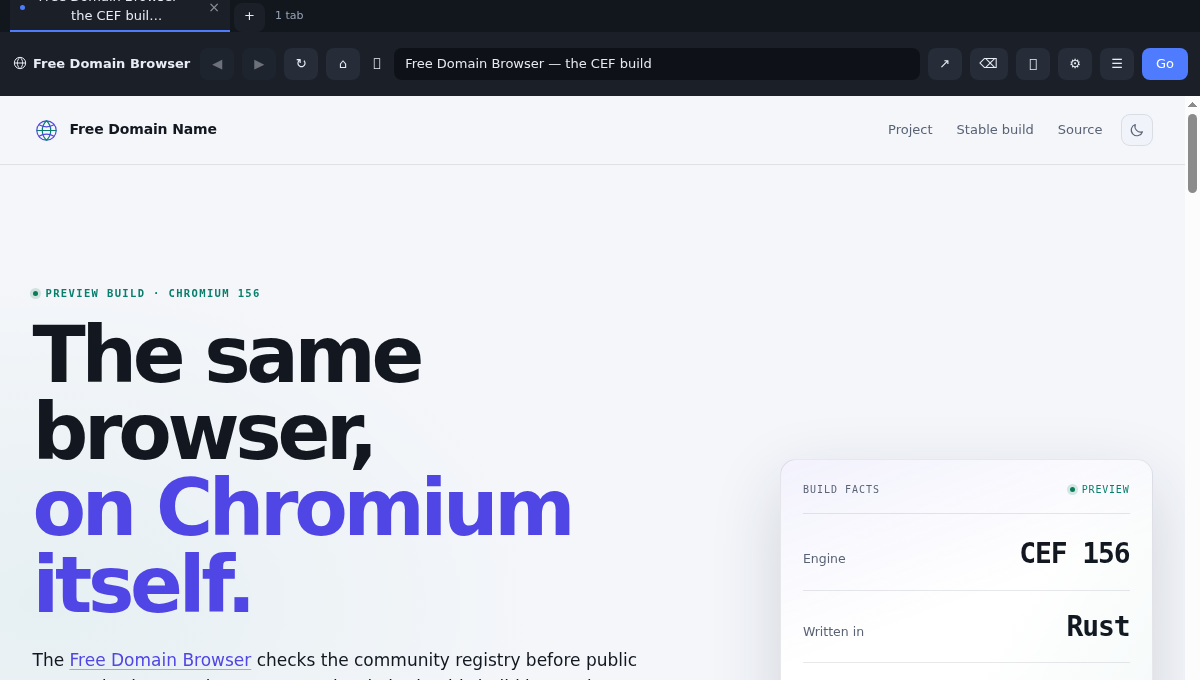 the CEF buil…
1 tab
Free Domain Browser
Free Domain Browser — the CEF build
Go
Free Domain Name
Project
Stable build
Source
PREVIEW BUILD · CHROMIUM 156
The same
browser,
on Chromium
itself.
The Free Domain Browser checks the community registry before public
BUILD FACTS
PREVIEW
Engine
CEF 156
Written in
Rust